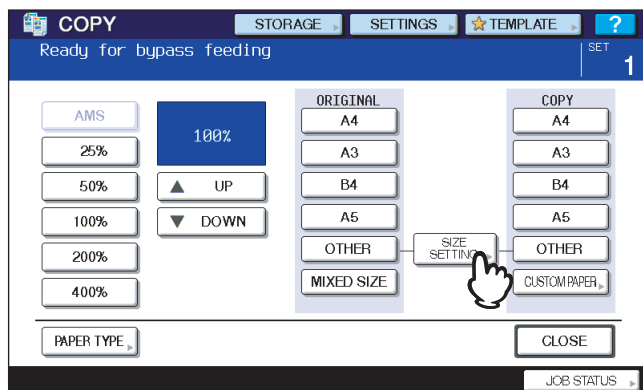 COPY
STORAGE
SETTINGS
TEMPLATE
?
Ready for bypass feeding
SET
1
AMS
25%
50%
100%
200%
400%
100%
UP
DOWN
ORIGINAL
A4
A3
B4
A5
OTHER
MIXED SIZE
SIZE
SETTING
COPY
A4
A3
B4
A5
OTHER
CUSTOM PAPER
PAPER TYPE
CLOSE
JOB STATUS